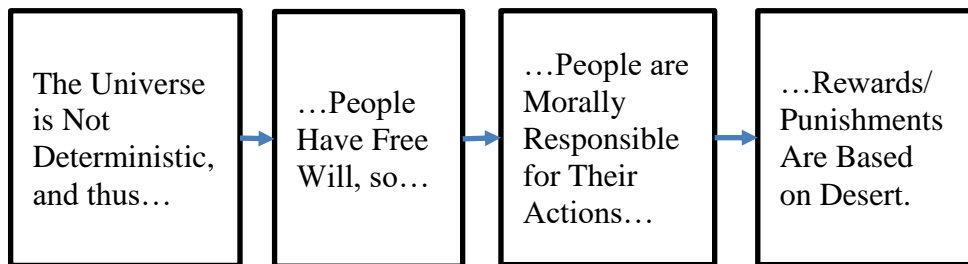 The Universe
is Not
Deterministic,
and thus…
…People
Have Free
Will, so…
…People are
Morally
Responsible
for Their
Actions…
…Rewards/
Punishments
Are Based
on Desert.